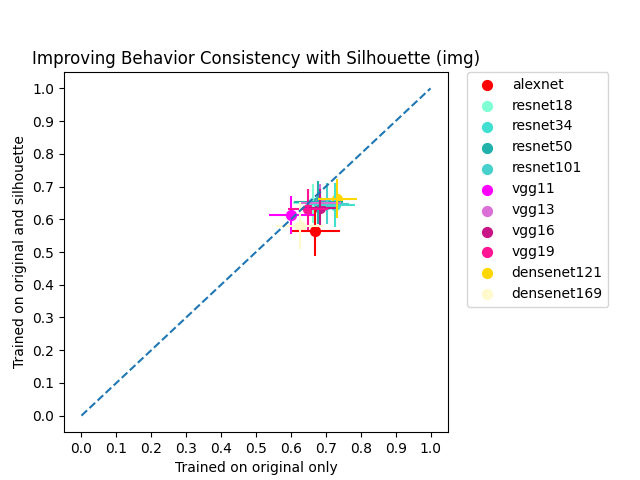 Improving Behavior Consistency with Silhouette (img)
Trained on original and silhouette
1.0
0.9
0.8
0.7
0.6
0.5
0.4
0.3
0.2
0.1
0.0
0.0 0.1 0.2 0.3 0.4 0.5 0.6 0.7 0.8 0.9 1.0
Trained on original only
alexnet
resnet18
resnet34
resnet50
resnet101
vgg11
vgg13
vgg16
vgg19
densenet121
densenet169